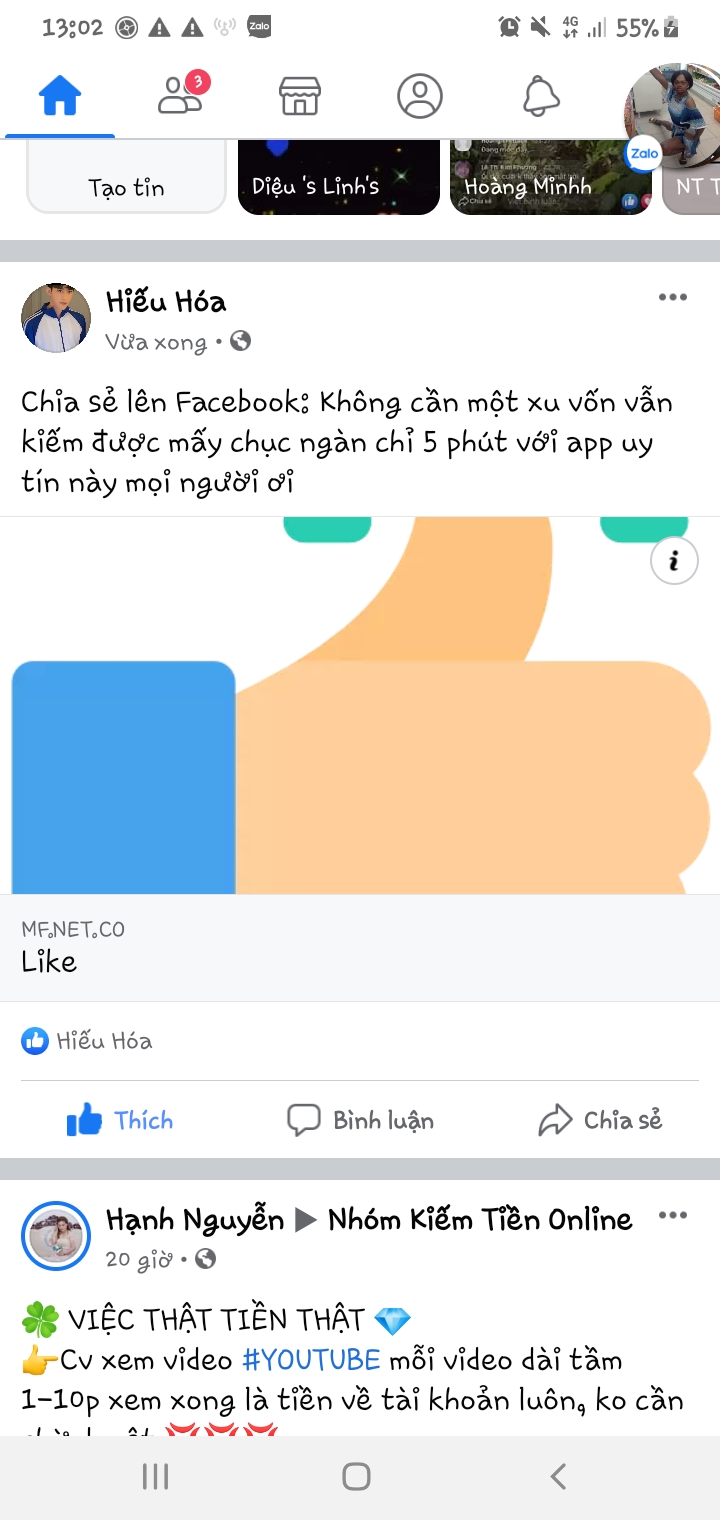 13:02 Zalo 4G 55%
3
Zalo
Tạo tin
Diệu 's Linh's
Hoàng Minhh
NT T
Hiếu Hóa
Vừa xong •
Chia sẻ lên Facebook: Không cần một xu vốn vẫn
kiếm được mấy chục ngàn chỉ 5 phút với app uy
tín này mọi người ơi
i
MF.NET.CO
Like
Hiếu Hóa
Thích
Bình luận
Chia sẻ
Hạnh Nguyễn ▶ Nhóm Kiếm Tiền Online
20 giờ •
🍀 VIỆC THẬT TIỀN THẬT 💎
👉Cv xem video #YOUTUBE mỗi video dài tầm
1-10p xem xong là tiền về tài khoản luôn, ko cần